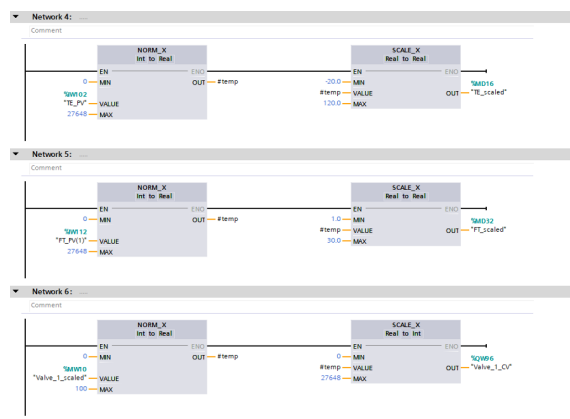 Network 4: ....
Comment
NORM_X SCALE_X
Int to Real Real to Real
EN ENO EN ENO
0 MIN OUT #temp -20.0 MIN %MD16
%IW102 #temp VALUE OUT "TE_scaled"
"TE_PV" VALUE 120.0 MAX
27648 MAX
Network 5: ....
Comment
NORM_X SCALE_X
Int to Real Real to Real
EN ENO EN ENO
0 MIN OUT #temp 1.0 MIN %MD32
%IW112 #temp VALUE OUT "FT_scaled"
"FT_PV(1)" VALUE 30.0 MAX
27648 MAX
Network 6: ....
Comment
NORM_X SCALE_X
Int to Real Real to Int
EN ENO EN ENO
0 MIN OUT #temp 0 MIN %QW96
%MW10 #temp VALUE OUT "Valve_1_CV"
"Valve_1_scaled" VALUE 27648 MAX
100 MAX